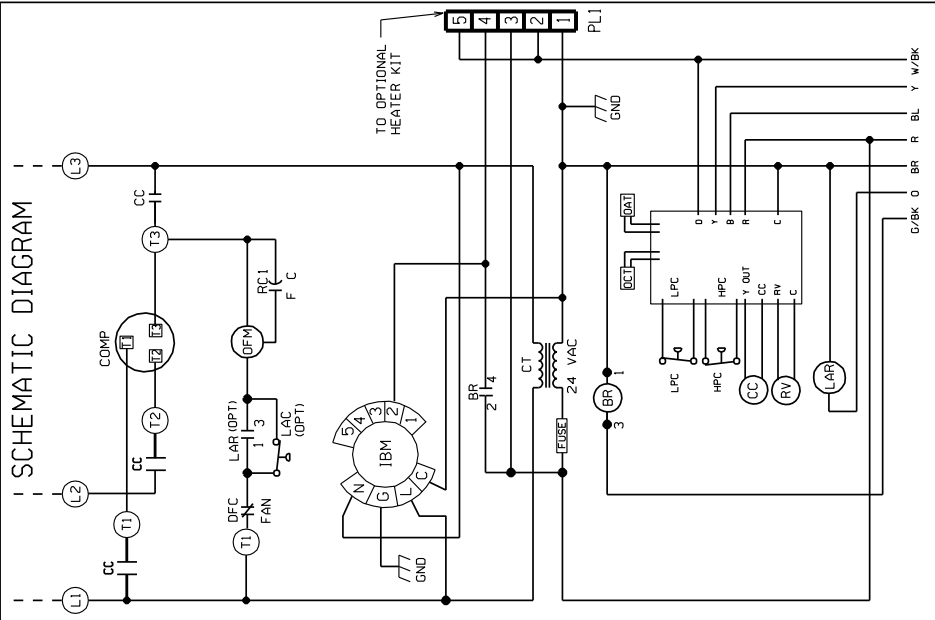 SCHEMATIC DIAGRAM
L3
L2
L1
CC
T3
COMP
T1
T3
T2
T2
CC
T1
CC
RC1
F C
OFM
LAR (OPT)
1 3
LAC
(OPT)
DFC
FAN
T1
TO OPTIONAL
HEATER KIT
5 4 3 2 1
PL1
GND
5 4 3 2 1
IBM
N G L C
GND
BR
2 4
CT
24 VAC
FUSE
BR
1
3
OAT
OCT
LPC
HPC
O
Y
B
R
C
Y OUT
CC
RV
C
LPC
HPC
CC
RV
LAR
W/BK
Y
BL
R
BR
O
G/BK